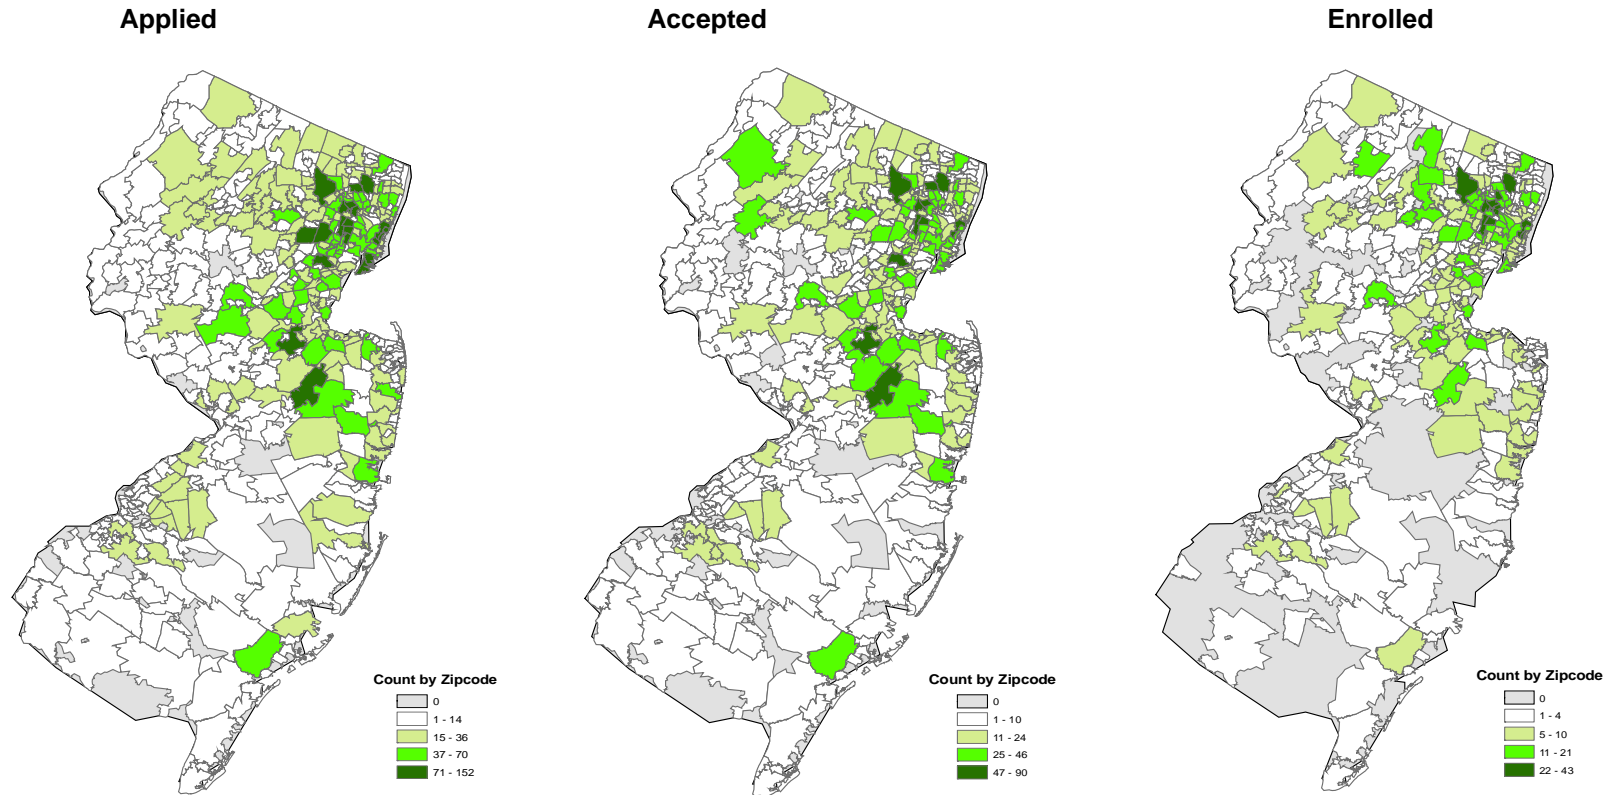 Applied
Accepted
Enrolled
Count by Zipcode
0
1 - 14
15 - 36
37 - 70
71 - 152
Count by Zipcode
0
1 - 10
11 - 24
25 - 46
47 - 90
Count by Zipcode
0
1 - 4
5 - 10
11 - 21
22 - 43